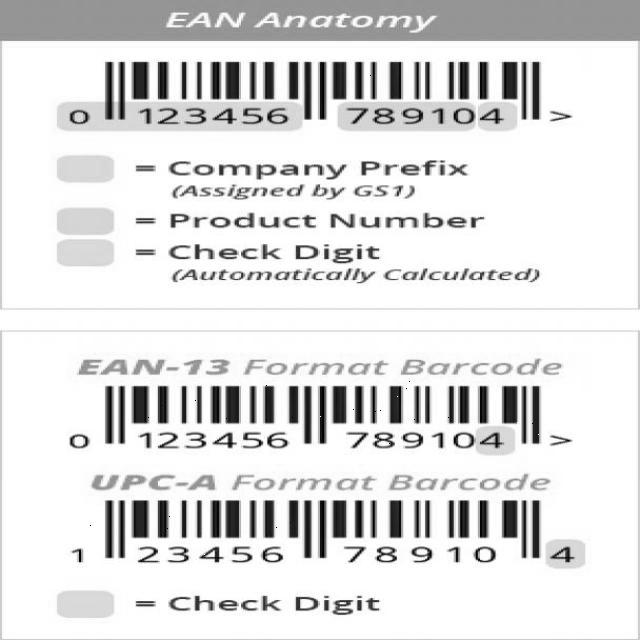 EAN Anatomy
0 123456 789104 >
= Company Prefix
(Assigned by GS1)
= Product Number
= Check Digit
(Automatically Calculated)
EAN-13 Format Barcode
0 123456 789104 >
UPC-A Format Barcode
1 23456 78910 4
= Check Digit